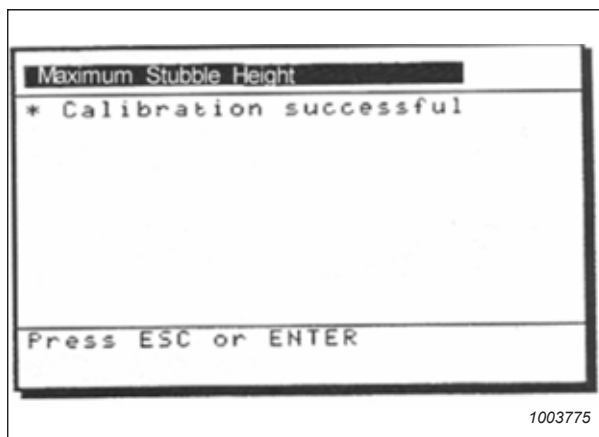 Maximum Stubble Height
* Calibration successful
Press ESC or ENTER
1003775